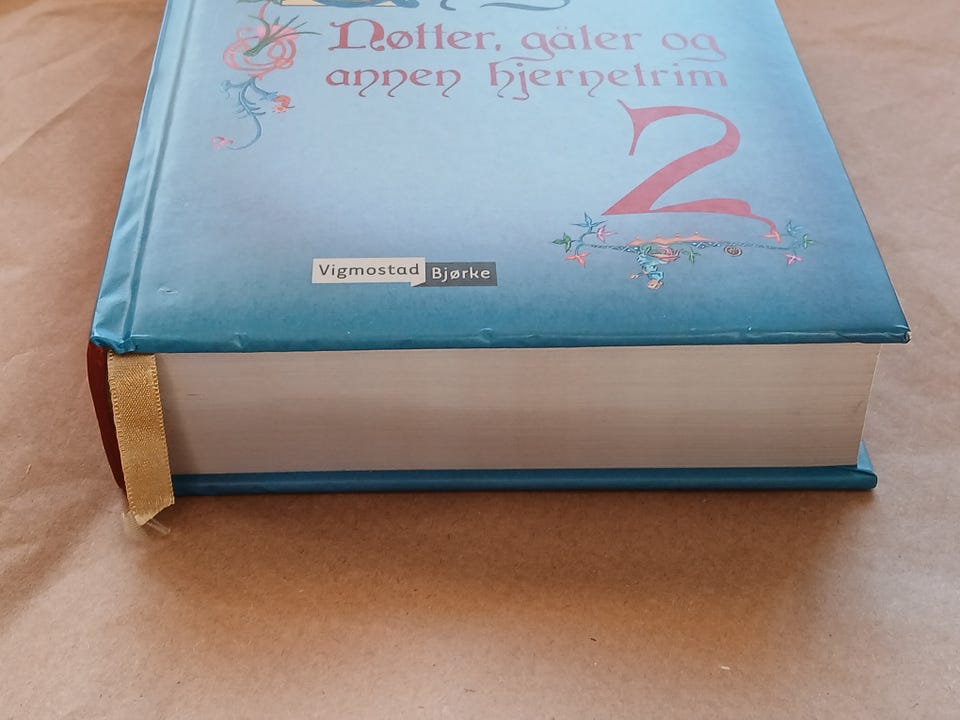 Nøtter, gåter og
annen hjernetrim
2
Vigmostad Bjørke